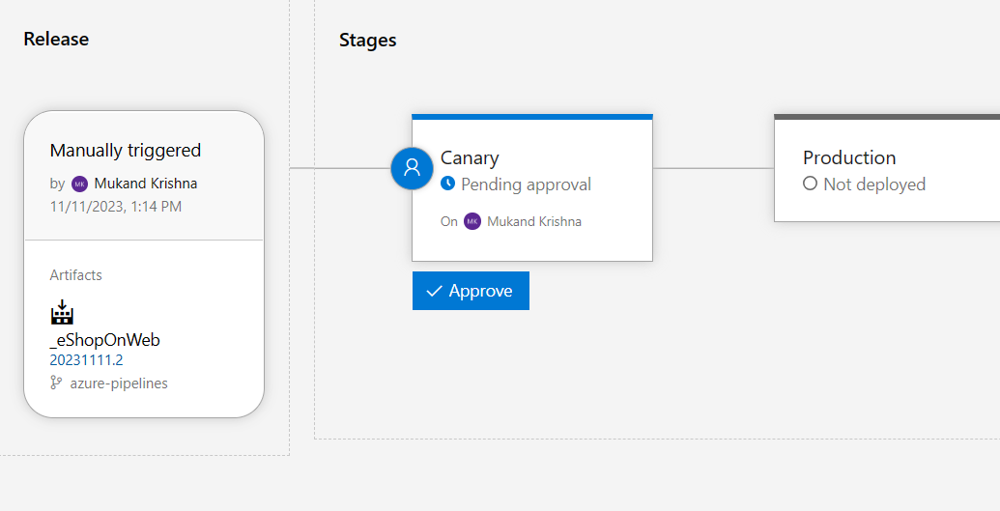 Release
Manually triggered
by MK Mukand Krishna
11/11/2023, 1:14 PM
Artifacts
_eShopOnWeb
20231111.2
azure-pipelines
Stages
Canary
Pending approval
On MK Mukand Krishna
Approve
Production
Not deployed